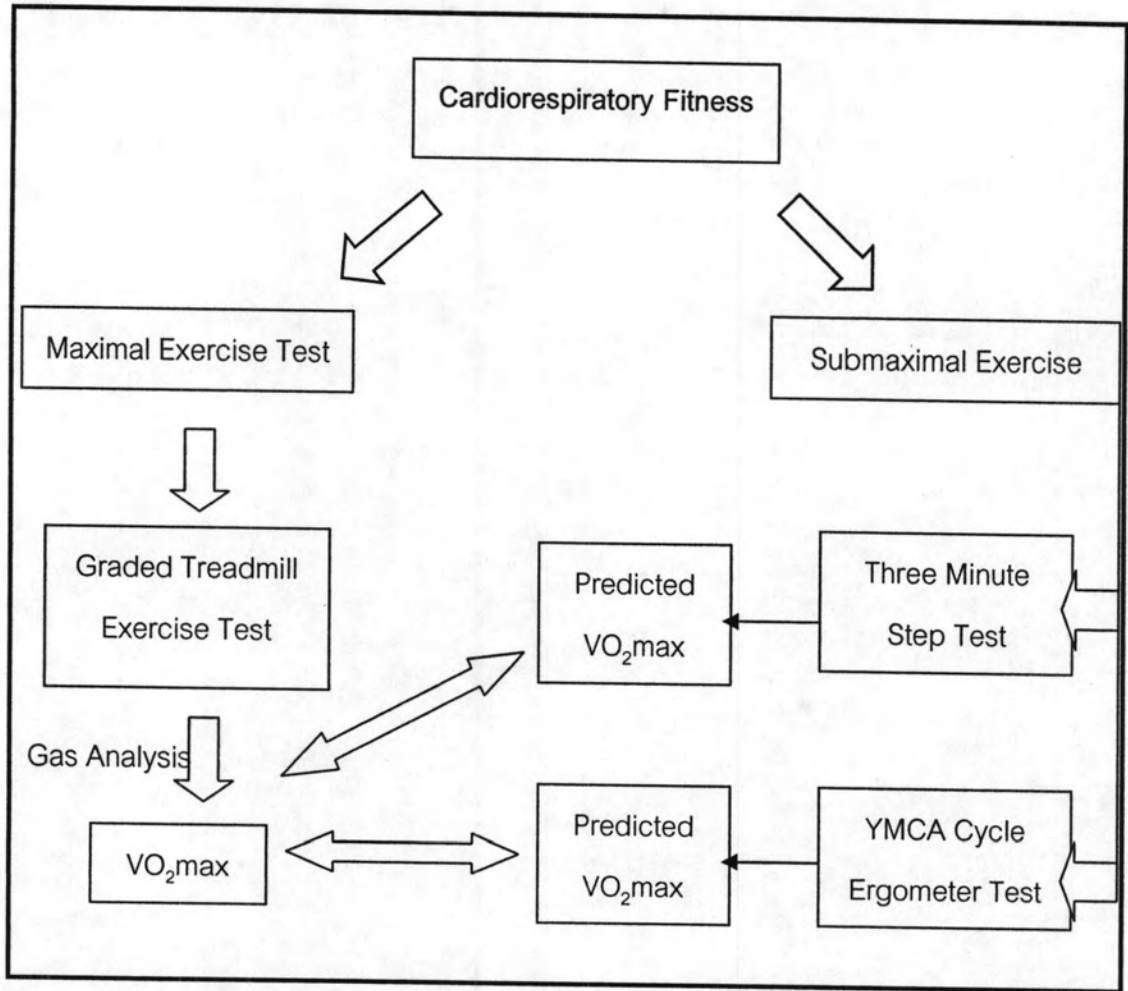 Cardiorespiratory Fitness
Maximal Exercise Test
Submaximal Exercise
Graded Treadmill
Exercise Test
Predicted
VO₂max
Three Minute
Step Test
Gas Analysis
VO₂max
Predicted
VO₂max
YMCA Cycle
Ergometer Test